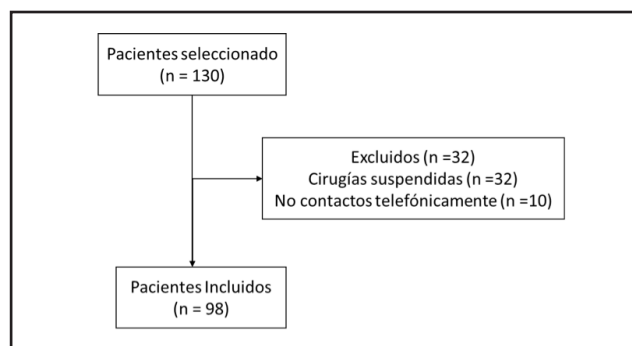 Pacientes seleccionado
(n = 130)
Excluidos (n =32)
Cirugías suspendidas (n =32)
No contactos telefónicamente (n =10)
Pacientes Incluidos
(n = 98)